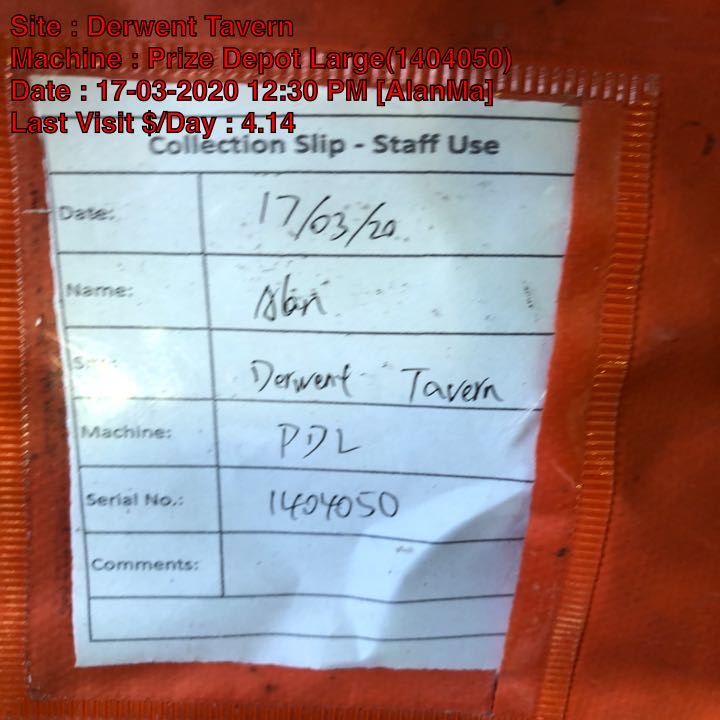 Site : Derwent Tavern
Machine : Prize Depot Large(1404050)
Date : 17-03-2020 12:30 PM [AlanMa]
Last Visit $/Day : 4.14
Collection Slip - Staff Use
Date: 17/03/20
Name: Alan
Derwent Tavern
Machine: PDL
Serial No.: 1404050
Comments: